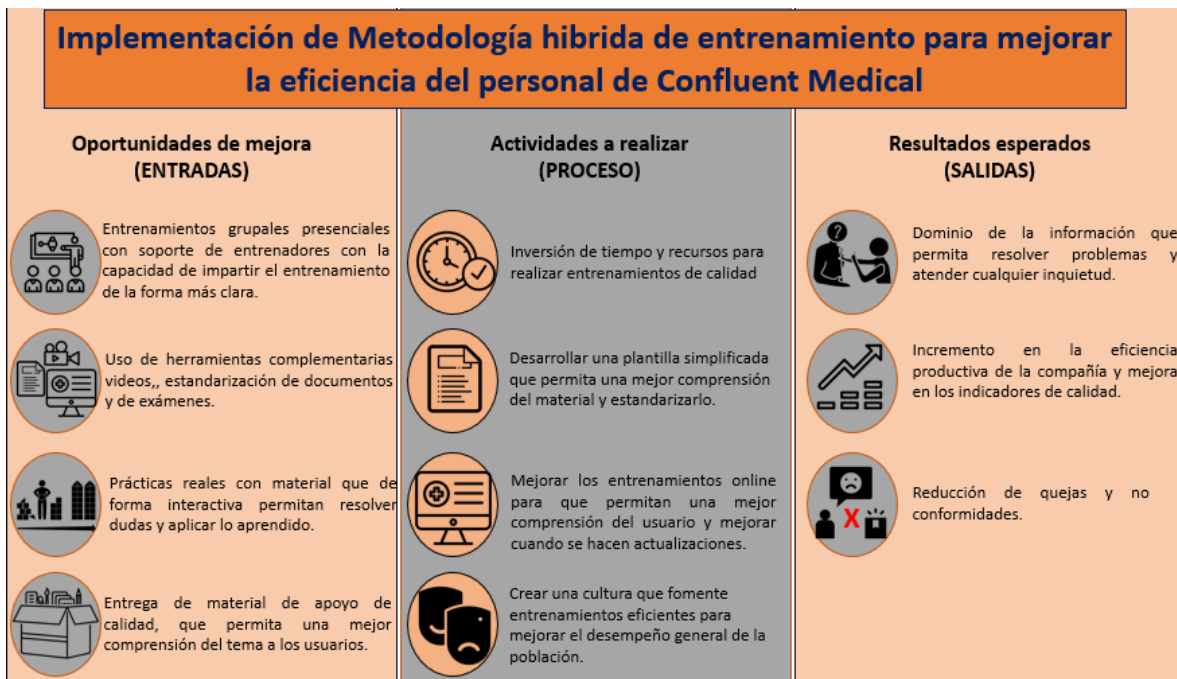 Implementación de Metodología hibrida de entrenamiento para mejorar
la eficiencia del personal de Confluent Medical
Oportunidades de mejora
(ENTRADAS)
Entrenamientos grupales presenciales
con soporte de entrenadores con la
capacidad de impartir el entrenamiento
de la forma más clara.
Uso de herramientas complementarias
videos,, estandarización de documentos
y de exámenes.
Prácticas reales con material que de
forma interactiva permitan resolver
dudas y aplicar lo aprendido.
Entrega de material de apoyo de
calidad, que permita una mejor
comprensión del tema a los usuarios.
Actividades a realizar
(PROCESO)
Inversión de tiempo y recursos para
realizar entrenamientos de calidad
Desarrollar una plantilla simplificada
que permita una mejor comprensión
del material y estandarizarlo.
Mejorar los entrenamientos online
para que permitan una mejor
comprensión del usuario y mejorar
cuando se hacen actualizaciones.
Crear una cultura que fomente
entrenamientos eficientes para
mejorar el desempeño general de la
población.
Resultados esperados
(SALIDAS)
Dominio de la información que
permita resolver problemas y
atender cualquier inquietud.
Incremento en la eficiencia
productiva de la compañía y mejora
en los indicadores de calidad.
Reducción de quejas y no
conformidades.